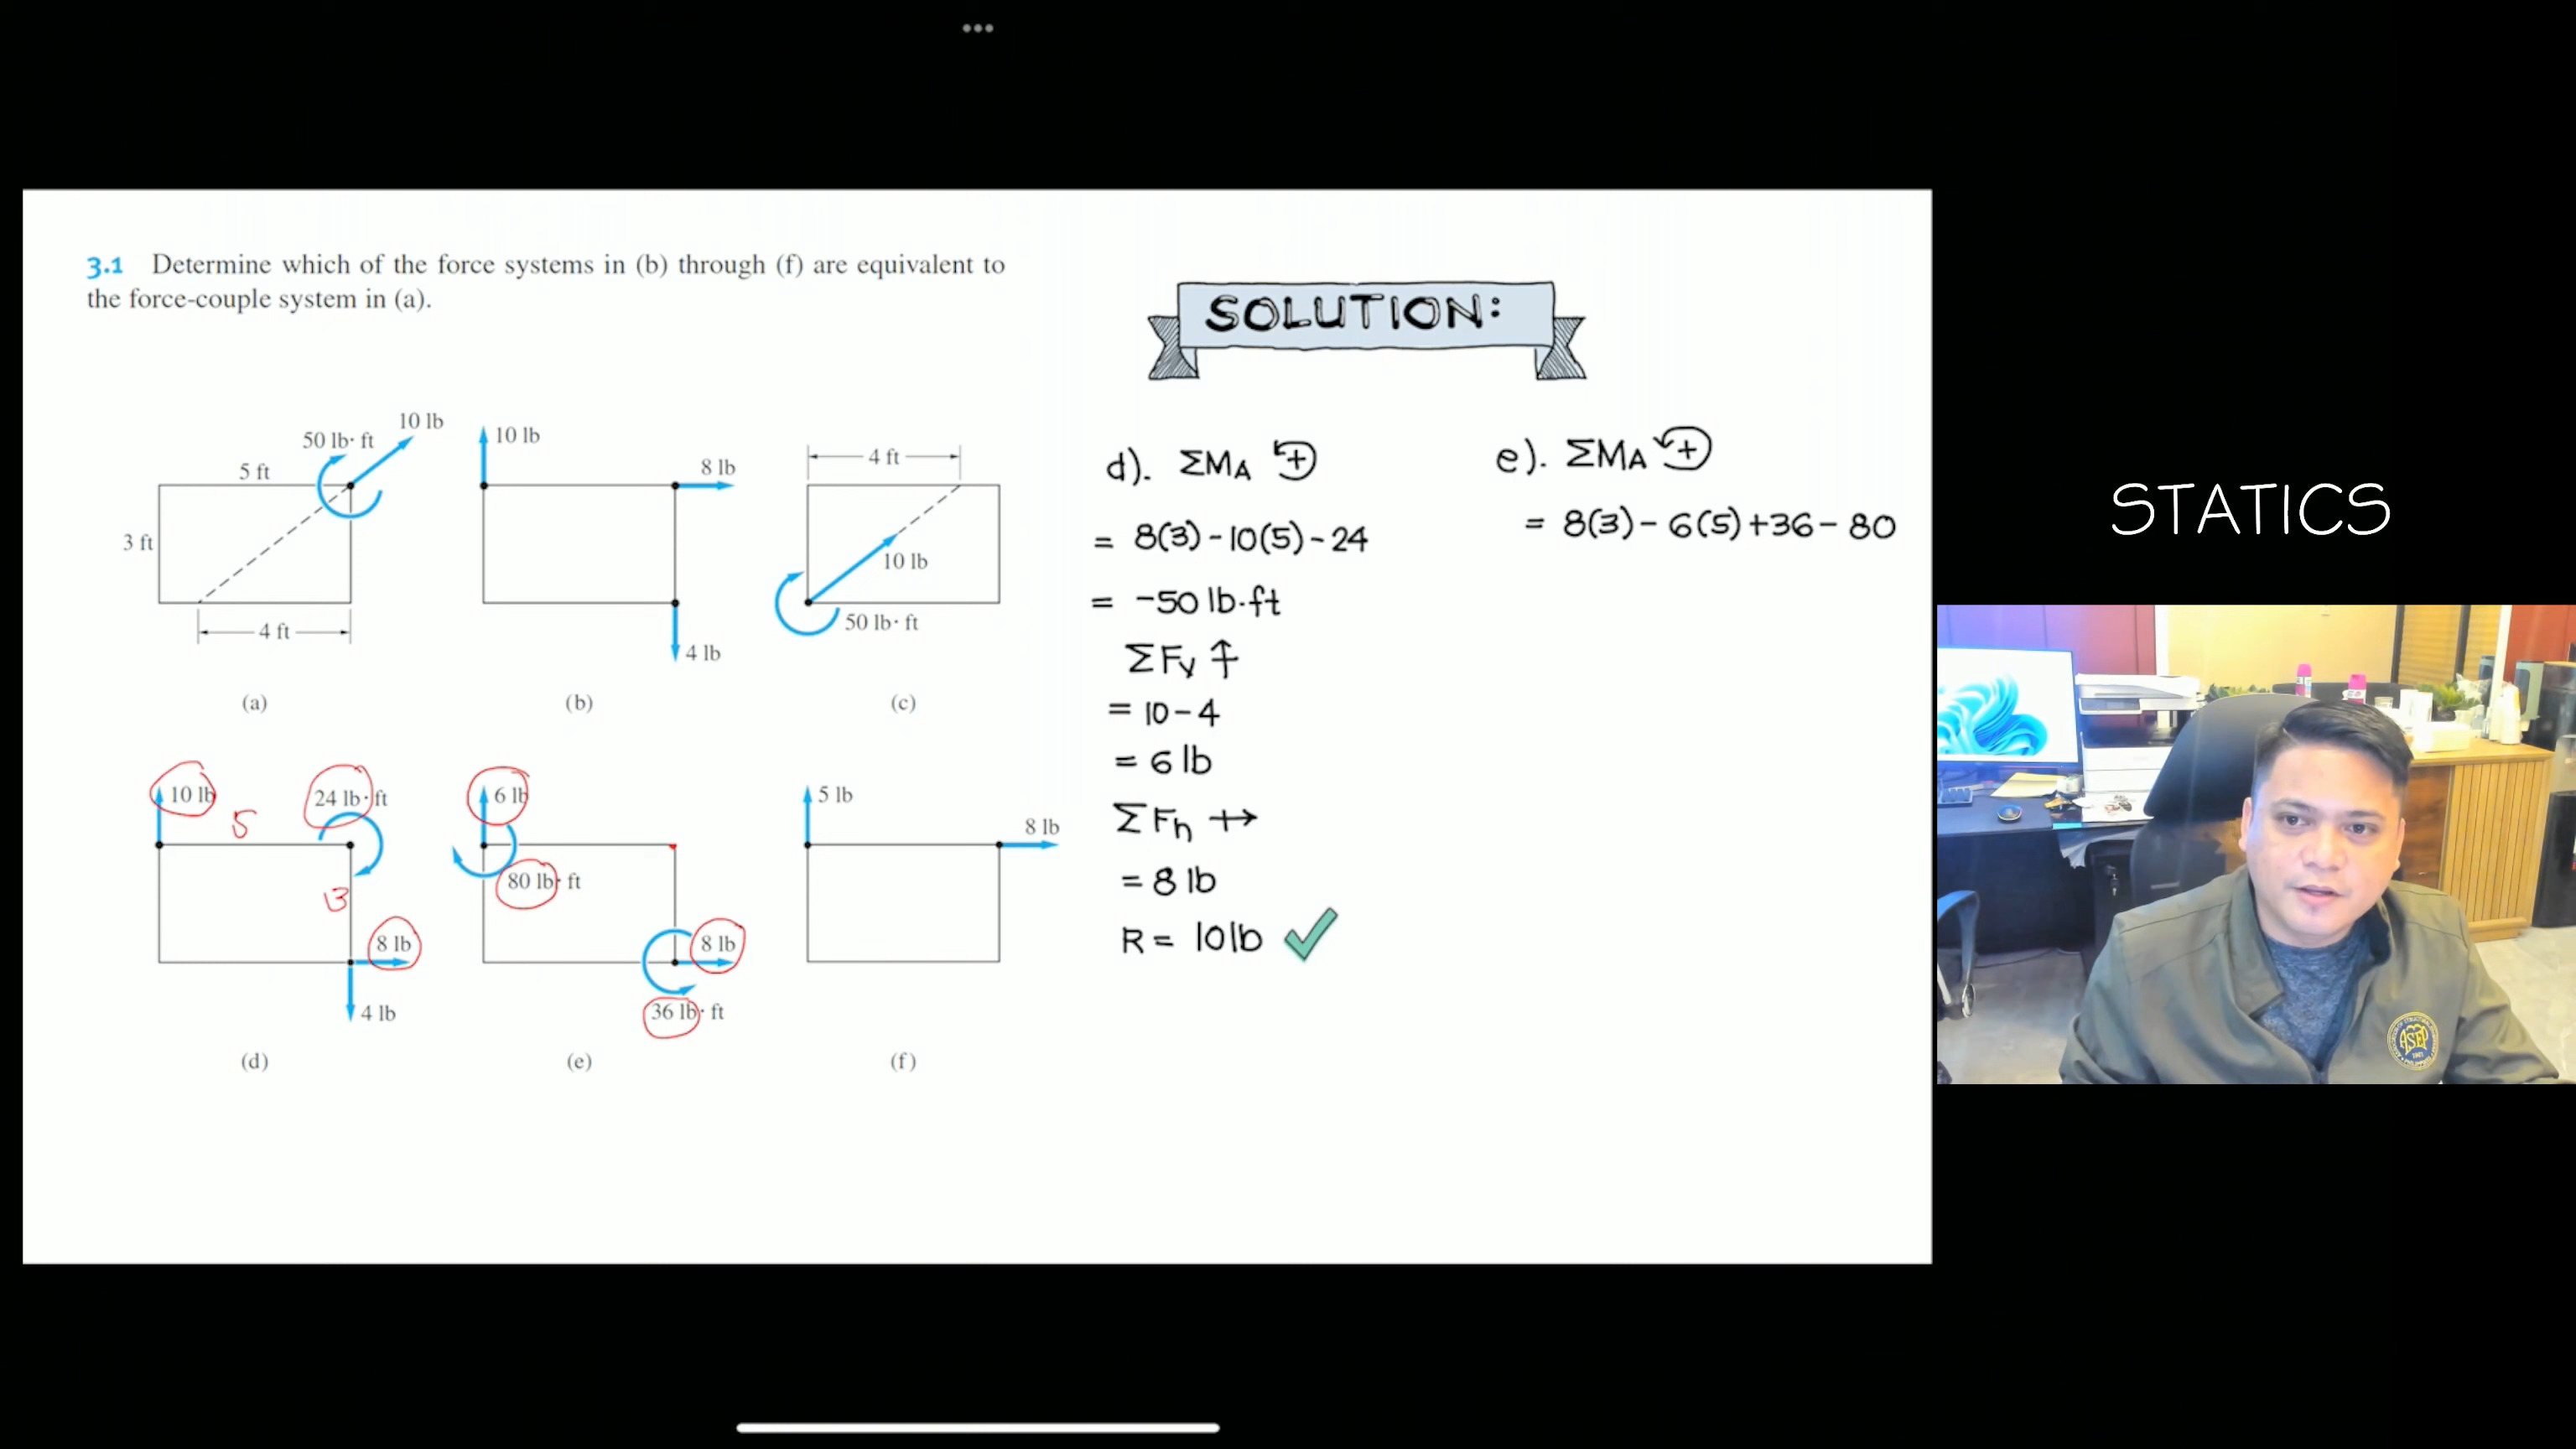 3.1 Determine which of the force systems in (b) through (f) are equivalent to
the force-couple system in (a).
SOLUTION:
STATICS
50 lb· ft
10 lb
5 ft
3 ft
4 ft
(a)
10 lb
8 lb
4 lb
(b)
4 ft
10 lb
50 lb· ft
(c)
10 lb
5
24 lb· ft
3
8 lb
4 lb
(d)
6 lb
80 lb· ft
8 lb
36 lb· ft
(e)
5 lb
8 lb
(f)
d). ΣMA +
= 8(3) - 10(5) - 24
= -50 lb·ft
ΣFv ↑
= 10 - 4
= 6 lb
ΣFh →
= 8 lb
R = 10lb ✓
e). ΣMA +
= 8(3) - 6(5) + 36 - 80
ASEP